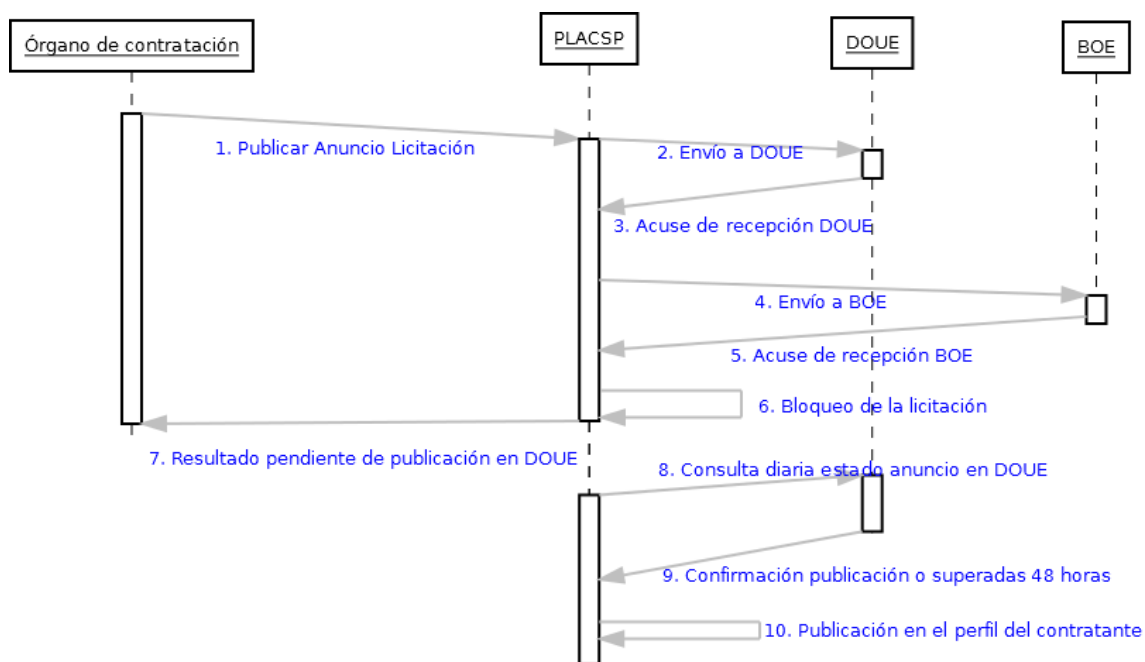 Órgano de contratación
PLACSP
DOUE
BOE
1. Publicar Anuncio Licitación
2. Envío a DOUE
3. Acuse de recepción DOUE
4. Envío a BOE
5. Acuse de recepción BOE
6. Bloqueo de la licitación
7. Resultado pendiente de publicación en DOUE
8. Consulta diaria estado anuncio en DOUE
9. Confirmación publicación o superadas 48 horas
10. Publicación en el perfil del contratante